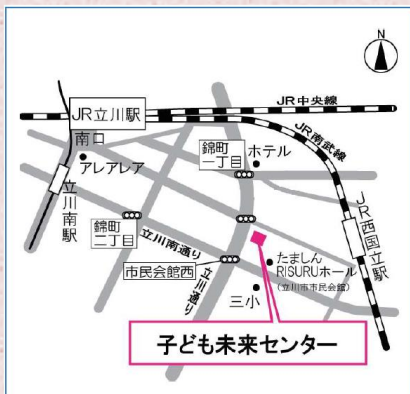 N
JR中央線
JR立川駅
JR南武線
南口
アレアレア
錦町
一丁目
ホテル
立川南駅
錦町
二丁目
立川南通り
JR西国立駅
市民会館西
立川通り
たましん
RISURUホール
(立川市市民会館)
三小
子ども未来センター